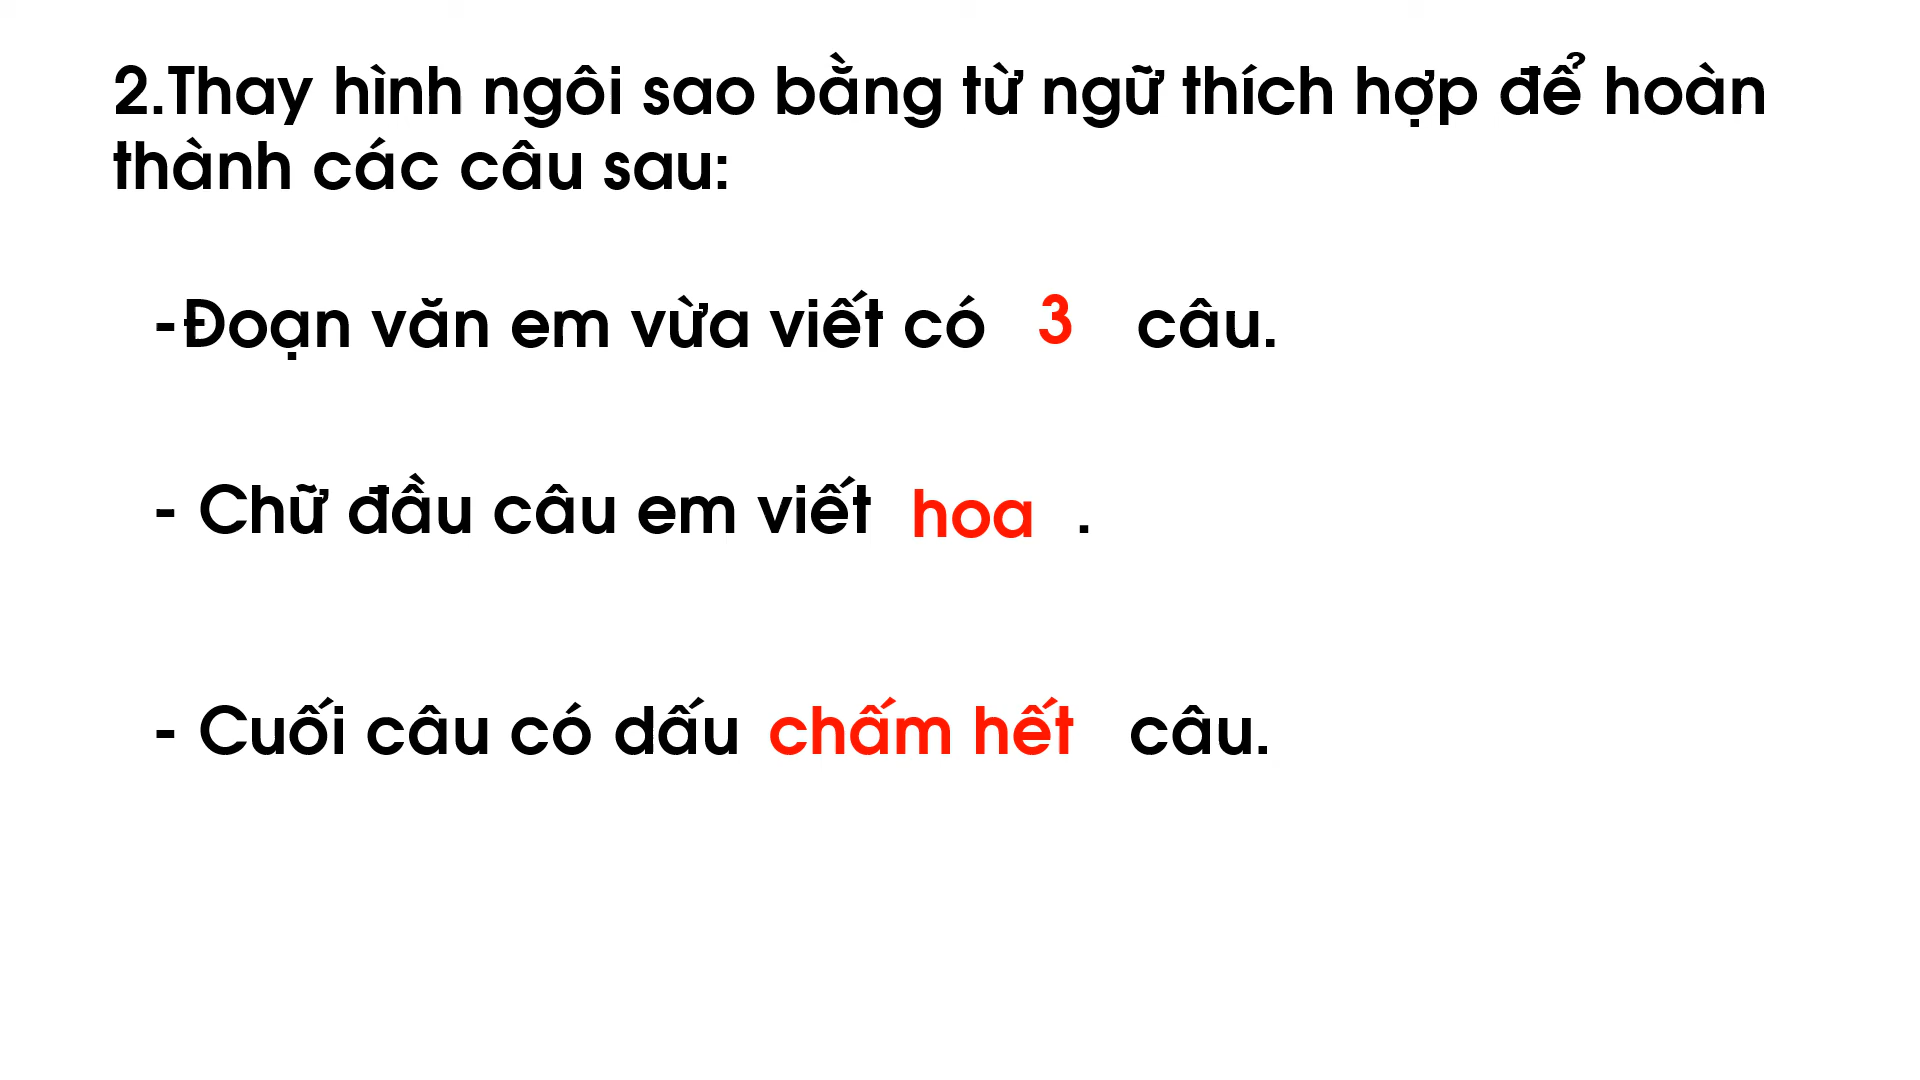 2.Thay hình ngôi sao bằng từ ngữ thích hợp để hoàn
thành các câu sau:
-Đoạn văn em vừa viết có 3 câu.
- Chữ đầu câu em viết hoa .
- Cuối câu có dấu chấm hết câu.